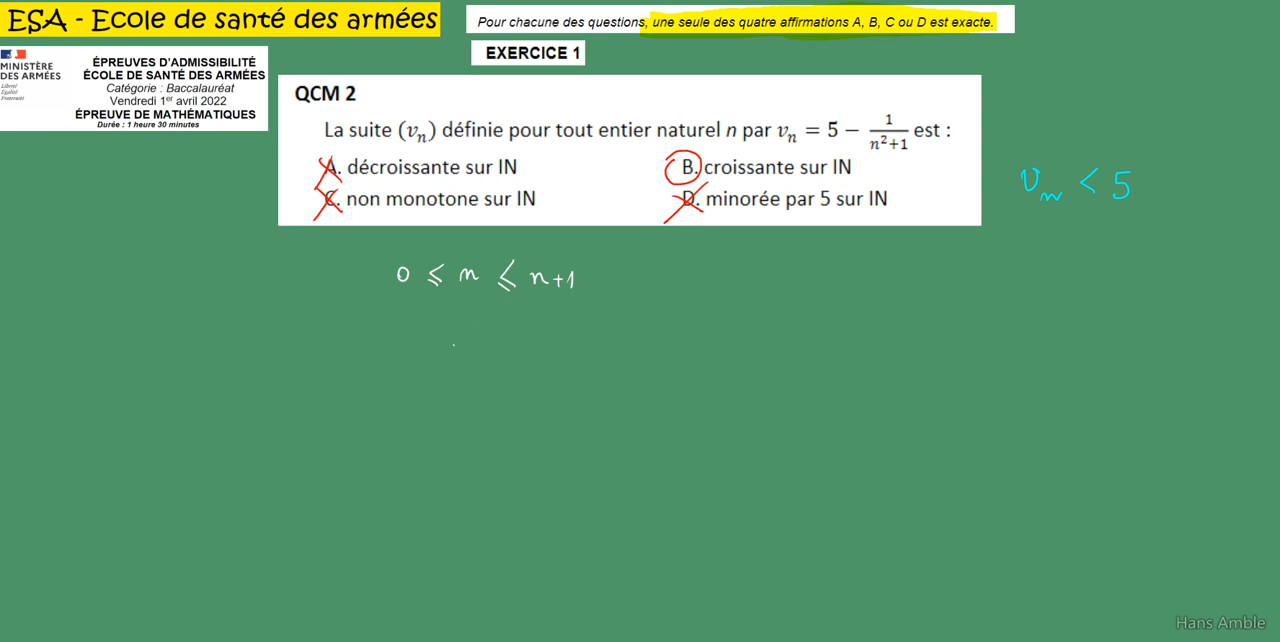 ESA - Ecole de santé des armées
Pour chacune des questions, une seule des quatre affirmations A, B, C ou D est exacte.
EXERCICE 1
MINISTÈRE
DES ARMÉES
Liberté
Égalité
Fraternité
ÉPREUVES D'ADMISSIBILITÉ
ÉCOLE DE SANTÉ DES ARMÉES
Catégorie : Baccalauréat
Vendredi 1er avril 2022
ÉPREUVE DE MATHÉMATIQUES
Durée : 1 heure 30 minutes
QCM 2
La suite (vn) définie pour tout entier naturel n par vn = 5 − 1/(n²+1) est :
A. décroissante sur IN
B. croissante sur IN
C. non monotone sur IN
D. minorée par 5 sur IN
vn < 5
0 ⩽ n ⩽ n+1
Hans Amble